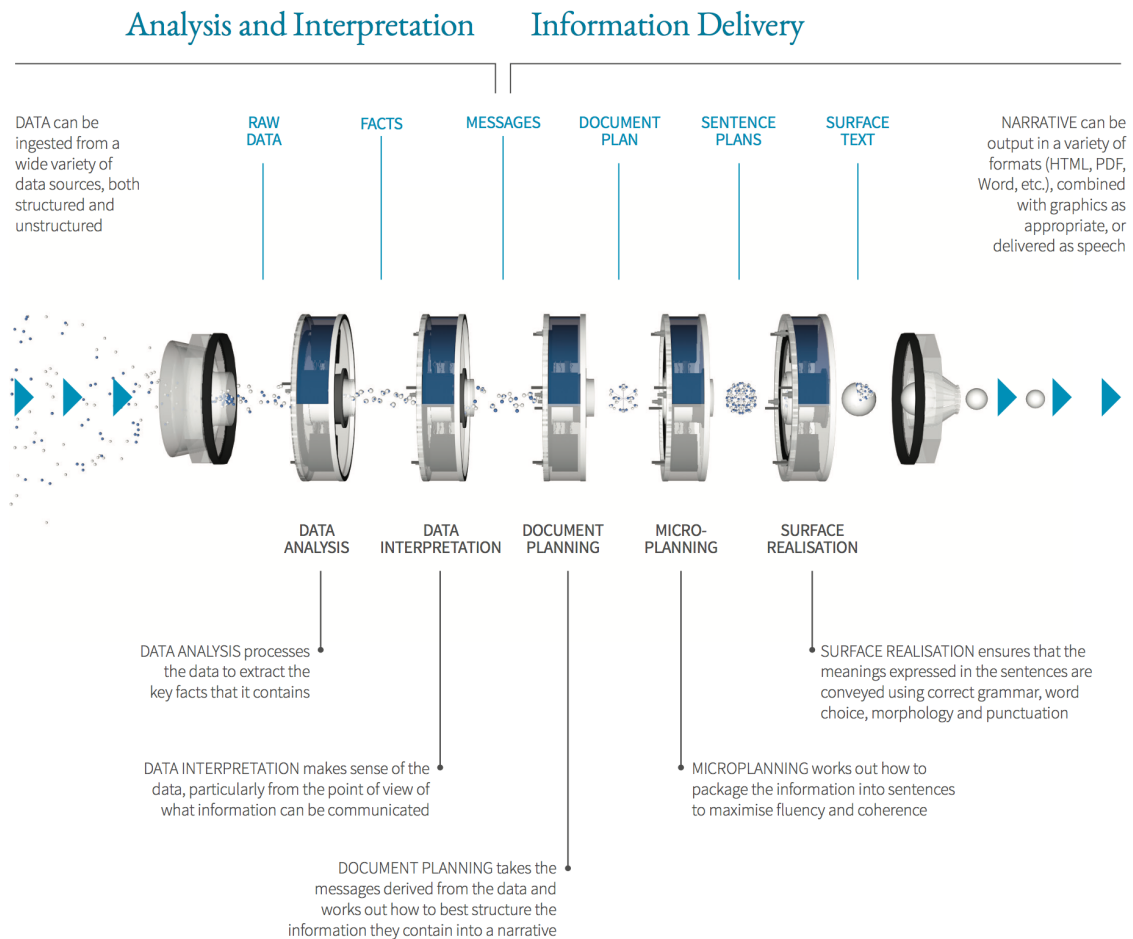 Analysis and Interpretation
Information Delivery
DATA can be
ingested from a
wide variety of
data sources, both
structured and
unstructured
RAW
DATA
FACTS
MESSAGES
DOCUMENT
PLAN
SENTENCE
PLANS
SURFACE
TEXT
NARRATIVE can be
output in a variety of
formats (HTML, PDF,
Word, etc.), combined
with graphics as
appropriate, or
delivered as speech
DATA
ANALYSIS
DATA
INTERPRETATION
DOCUMENT
PLANNING
MICRO-
PLANNING
SURFACE
REALISATION
DATA ANALYSIS processes
the data to extract the
key facts that it contains
SURFACE REALISATION ensures that the
meanings expressed in the sentences are
conveyed using correct grammar, word
choice, morphology and punctuation
DATA INTERPRETATION makes sense of the
data, particularly from the point of view of
what information can be communicated
MICROPLANNING works out how to
package the information into sentences
to maximise fluency and coherence
DOCUMENT PLANNING takes the
messages derived from the data and
works out how to best structure the
information they contain into a narrative